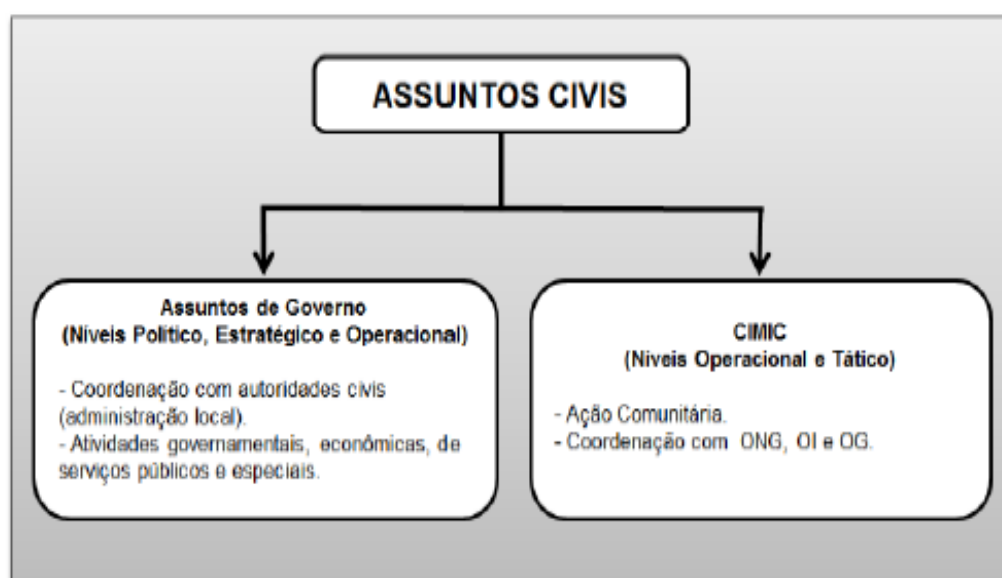 ASSUNTOS CIVIS
Assuntos de Governo
(Níveis Político, Estratégico e Operacional)
- Coordenação com autoridades civis
(administração local).
- Atividades governamentais, econômicas, de
serviços públicos e especiais.
CIMIC
(Níveis Operacional e Tático)
- Ação Comunitária.
- Coordenação com ONG, OI e OG.